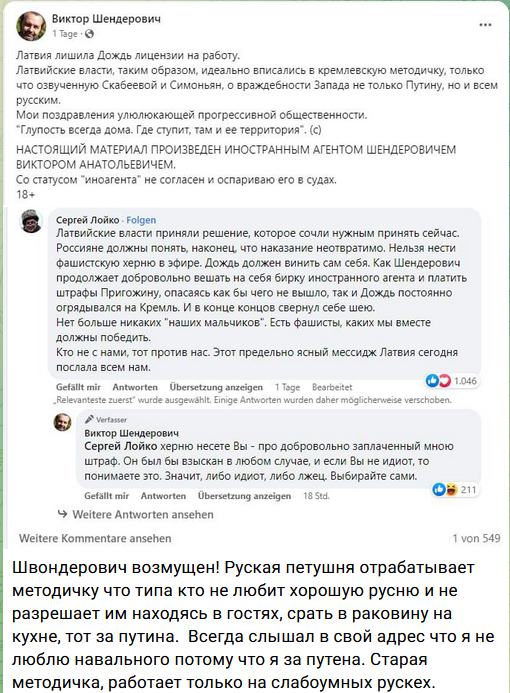 Виктор Шендерович
1 Tage ·
Латвия лишила Дождь лицензии на работу.
Латвийские власти, таким образом, идеально вписались в кремлевскую методичку, только
что озвученную Скабеевой и Симоньян, о враждебности Запада не только Путину, но и всем
русским.
Мои поздравления улюлюкающей прогрессивной общественности.
"Глупость всегда дома. Где ступит, там и ее территория". (с)
НАСТОЯЩИЙ МАТЕРИАЛ ПРОИЗВЕДЕН ИНОСТРАННЫМ АГЕНТОМ ШЕНДЕРОВИЧЕМ
ВИКТОРОМ АНАТОЛЬЕВИЧЕМ.
Со статусом "иноагента" не согласен и оспариваю его в судах.
18+
Сергей Лойко · Folgen
Латвийские власти приняли решение, которое сочли нужным принять сейчас.
Россияне должны понять, наконец, что наказание неотвратимо. Нельзя нести
фашистскую херню в эфире. Дождь должен винить сам себя. Как Шендерович
продолжает добровольно вешать на себя бирку иностранного агента и платить
штрафы Пригожину, опасаясь как бы чего не вышло, так и Дождь постоянно
огрядывался на Кремль. И в конце концов свернул себе шею.
Нет больше никаких "наших мальчиков". Есть фашисты, каких мы вместе
должны победить.
Кто не с нами, тот против нас. Этот предельно ясный мессидж Латвия сегодня
послала всем нам.
Gefällt mir Antworten Übersetzung anzeigen 1 Tage Bearbeitet 1.046
„Relevanteste zuerst“ wurde ausgewählt. Einige Antworten wurden daher möglicherweise verschoben.
Verfasser
Виктор Шендерович
Сергей Лойко херню несете Вы - про добровольно заплаченный мною
штраф. Он был бы взыскан в любом случае, и если Вы не идиот, то
понимаете это. Значит, либо идиот, либо лжец. Выбирайте сами.
Gefällt mir Antworten Übersetzung anzeigen 18 Std. 211
Weitere Antworten ansehen
Weitere Kommentare ansehen 1 von 549
Швондерович возмущен! Руская петушня отрабатывает
методичку что типа кто не любит хорошую русню и не
разрешает им находясь в гостях, срать в раковину на
кухне, тот за путина. Всегда слышал в свой адрес что я не
люблю навального потому что я за путена. Старая
методичка, работает только на слабоумных рускех.